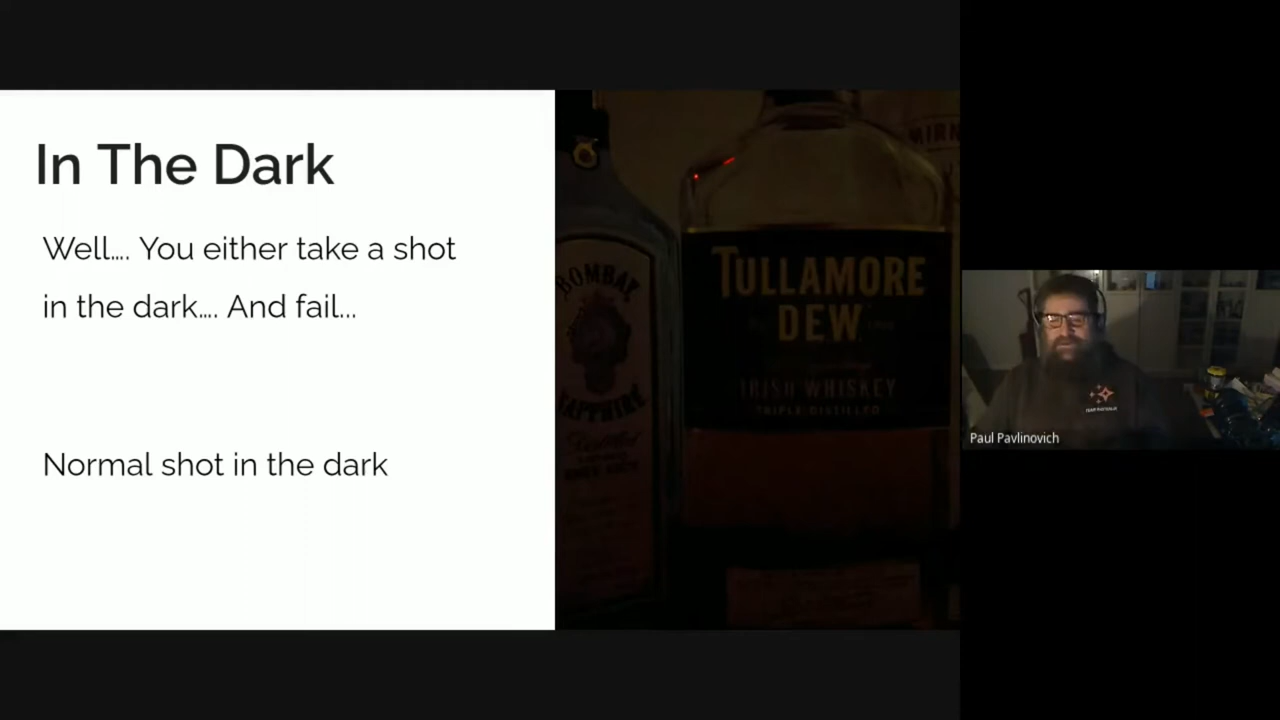 In The Dark
Well.... You either take a shot
in the dark.... And fail...
Normal shot in the dark
BOMBAY
SAPPHIRE
Distilled
TULLAMORE
DEW
IRISH WHISKEY
TRIPLE DISTILLED
Paul Pavlinovich